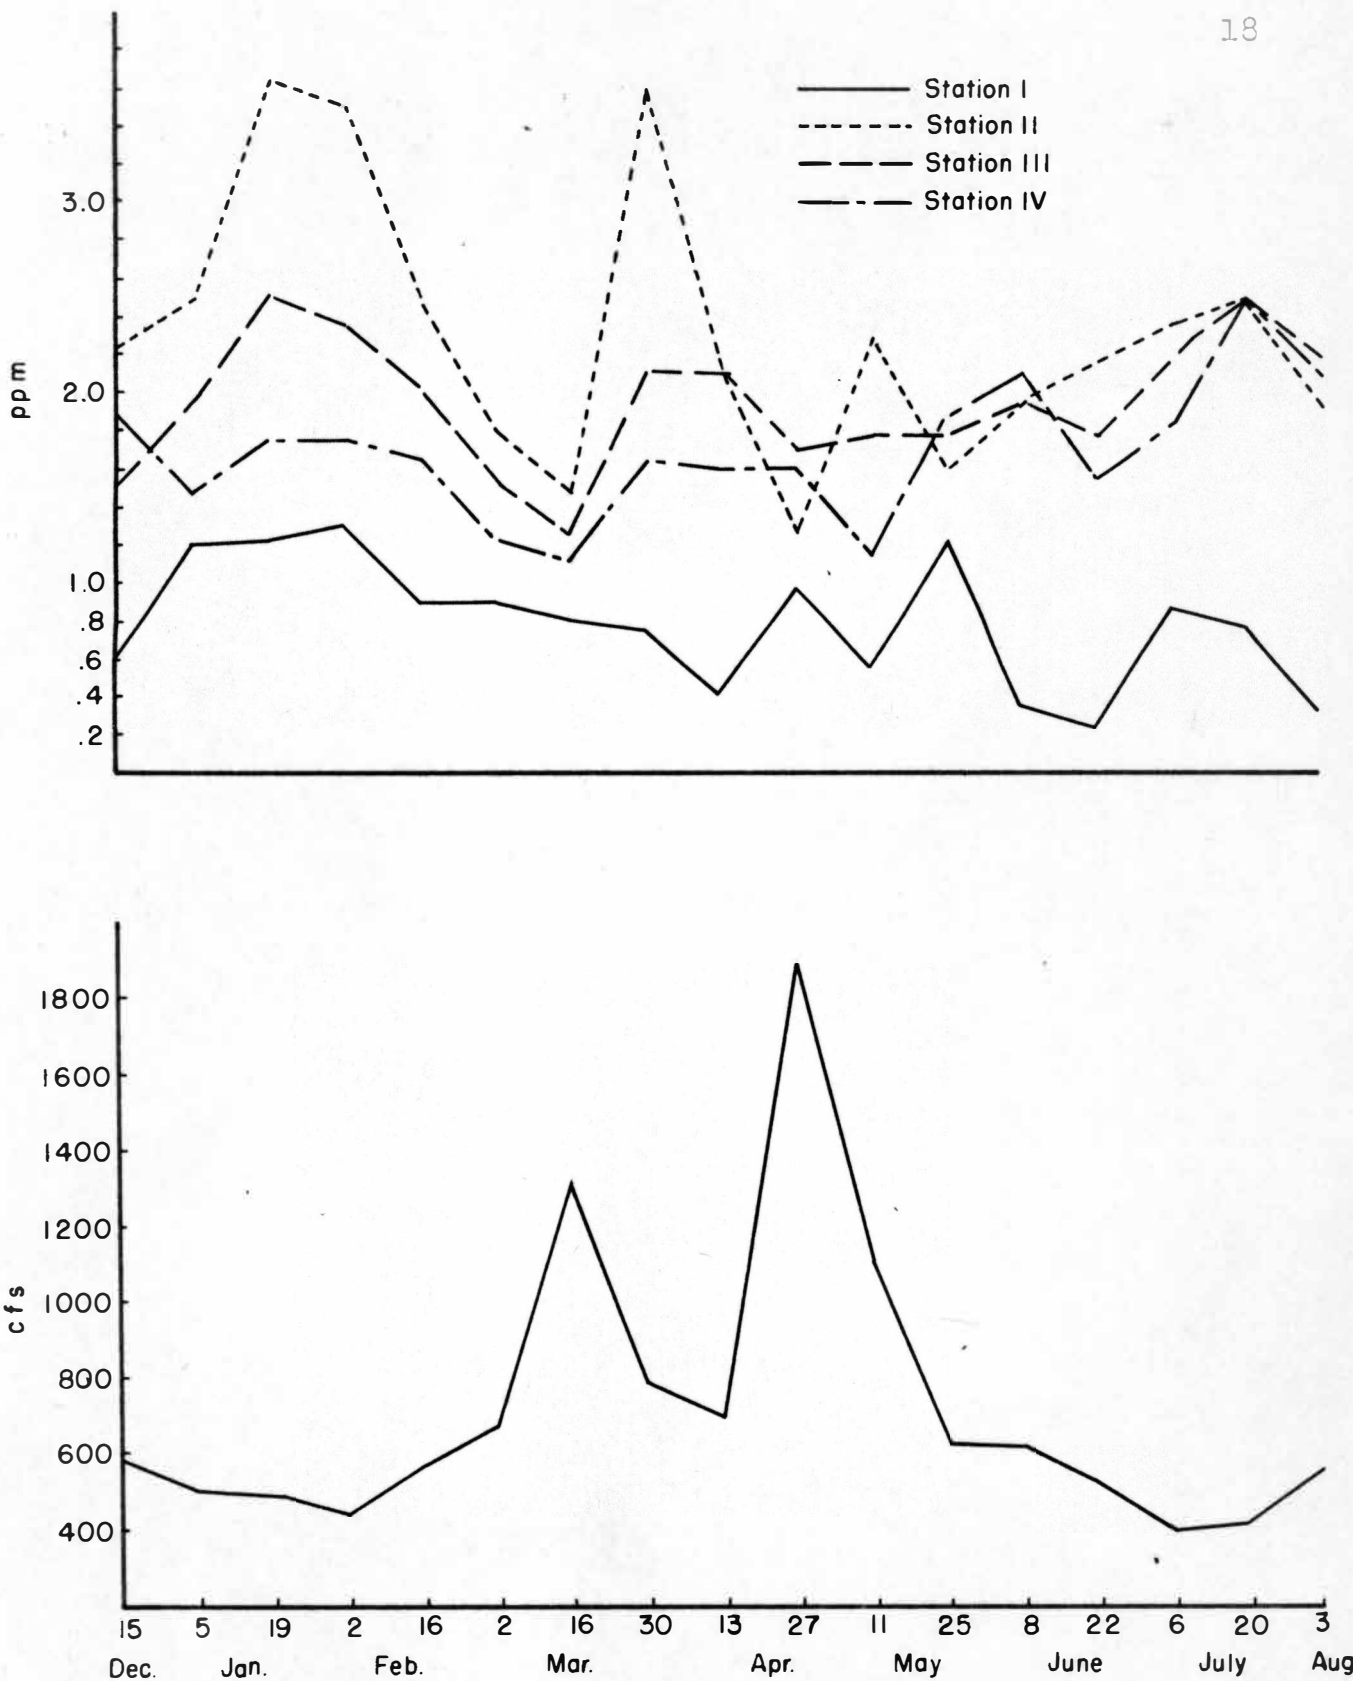 18
Station I
Station II
Station III
Station IV
3.0
2.0
1.0
.8
.6
.4
.2
ppm
1800
1600
1400
1200
1000
800
600
400
cfs
15 5 19 2 16 2 16 30 13 27 11 25 8 22 6 20 3
Dec. Jan. Feb. Mar. Apr. May June July Aug